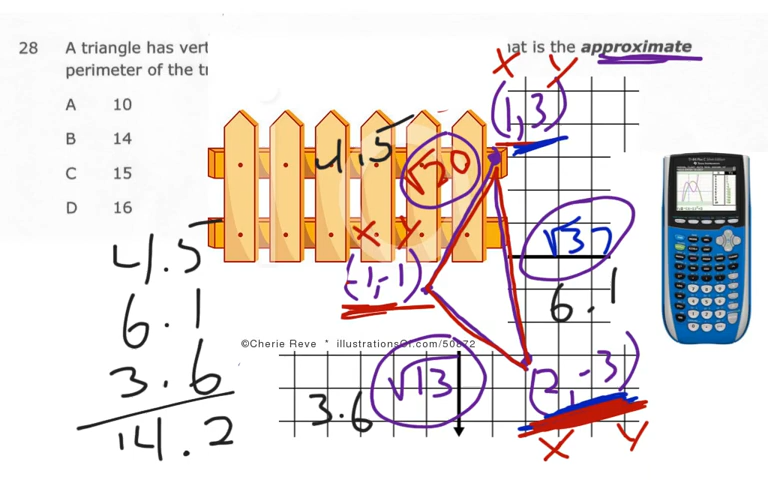 28 A triangle has vert
at is the approximate
perimeter of the tr
A 10
B 14
C 15
D 16
X Y
(1, 3)
4.5
√20
X Y
(-1,-1)
√37
6.1
4.5
6.1
3.6
14.2
©Cherie Reve * illustrationsOf.com/50872
√13
3.6
(2, -3)
X Y